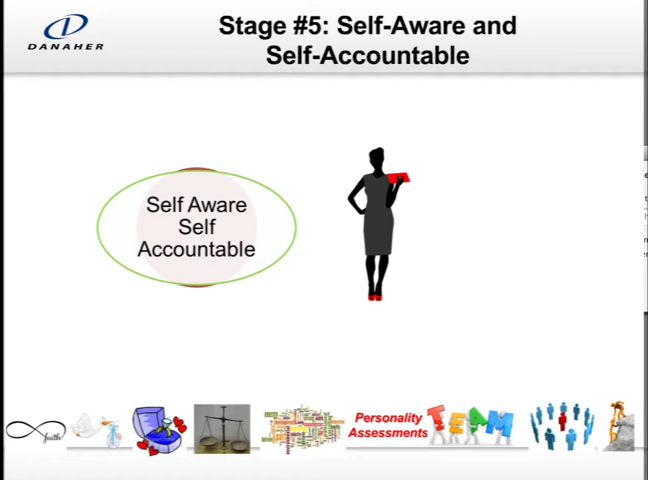 DANAHER
Stage #5: Self-Aware and
Self-Accountable
Self Aware
Self
Accountable
faith
Personality
Assessments
TEAM